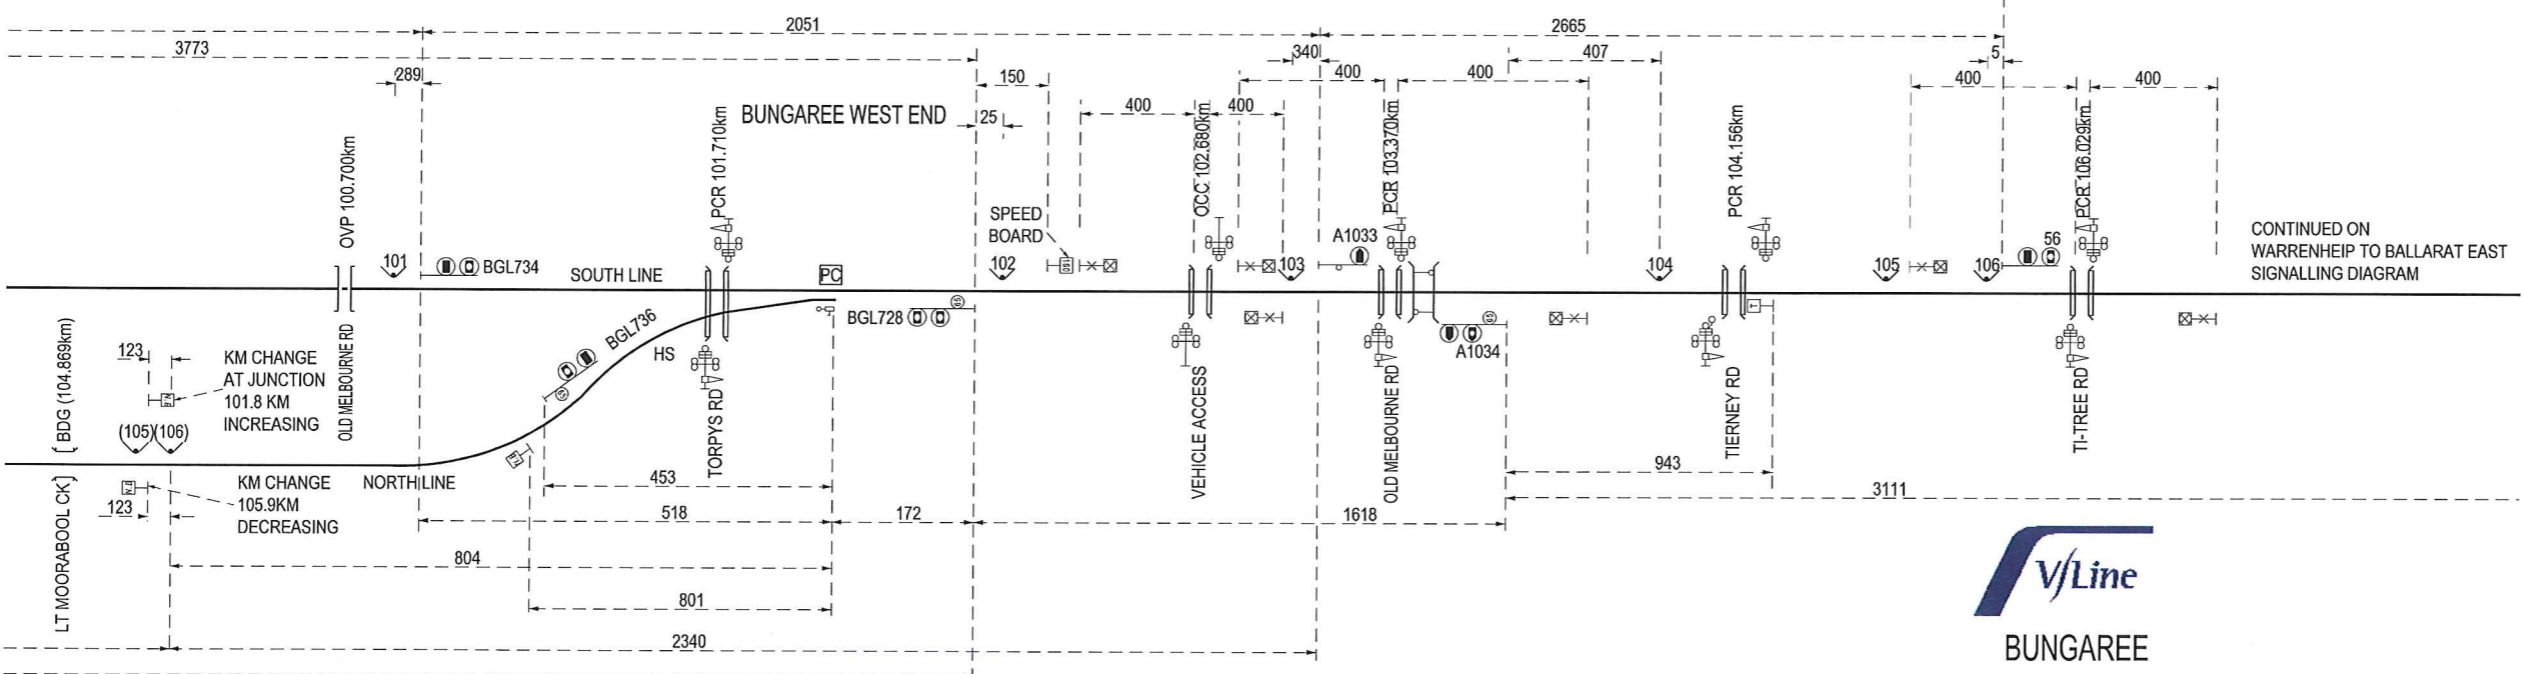 2051
2665
3773
340
407
5
289
150
400
400
400
400
BUNGAREE WEST END
25
400
400
OVP 100.700km
PCR 101.710km
OCC 102.680km
PCR 103.370km
PCR 104.156km
PCR 106.029km
SPEED
BOARD
A1033
56
CONTINUED ON
WARRENHEIP TO BALLARAT EAST
SIGNALLING DIAGRAM
101
BGL734
SOUTH LINE
PC
102
103
104
105
106
BGL728
65
65
A1034
T
BGL736
HS
65
123
KM CHANGE
AT JUNCTION
101.8 KM
INCREASING
BDG (104.869km)
LT MOORABOOL CK
OLD MELBOURNE RD
TORPYS RD
VEHICLE ACCESS
OLD MELBOURNE RD
TIERNEY RD
TI-TREE RD
(105)
(106)
KM CHANGE
105.9KM
DECREASING
NORTH LINE
123
453
943
3111
518
172
1618
804
801
2340
V/Line
BUNGAREE